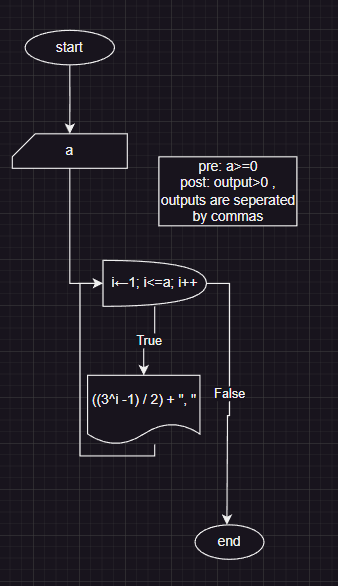 start
a
pre: a>=0
post: output>0 ,
outputs are seperated
by commas
i←1; i<=a; i++
True
((3^i -1) / 2) + ", "
False
end